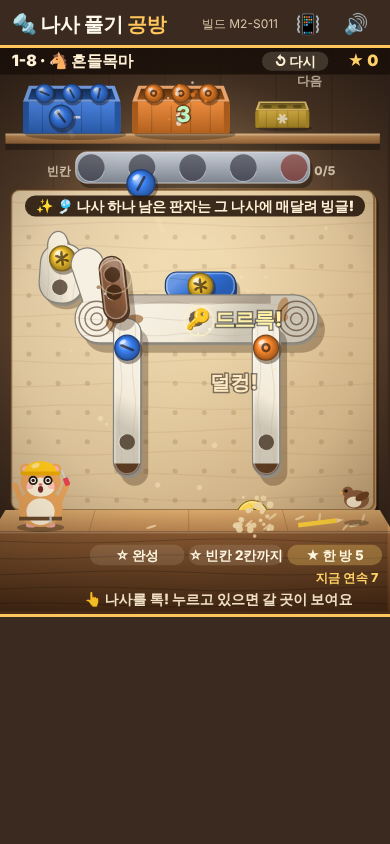 나사 풀기 공방
빌드 M2-S011
1-8 · 흔들목마
다시
★ 0
다음
3
빈칸
0/5
나사 하나 남은 판자는 그 나사에 매달려 빙글!
드르륵!
덜컹!
☆ 완성
☆ 빈칸 2칸까지
★ 한 방 5
지금 연속 7
나사를 톡! 누르고 있으면 갈 곳이 보여요